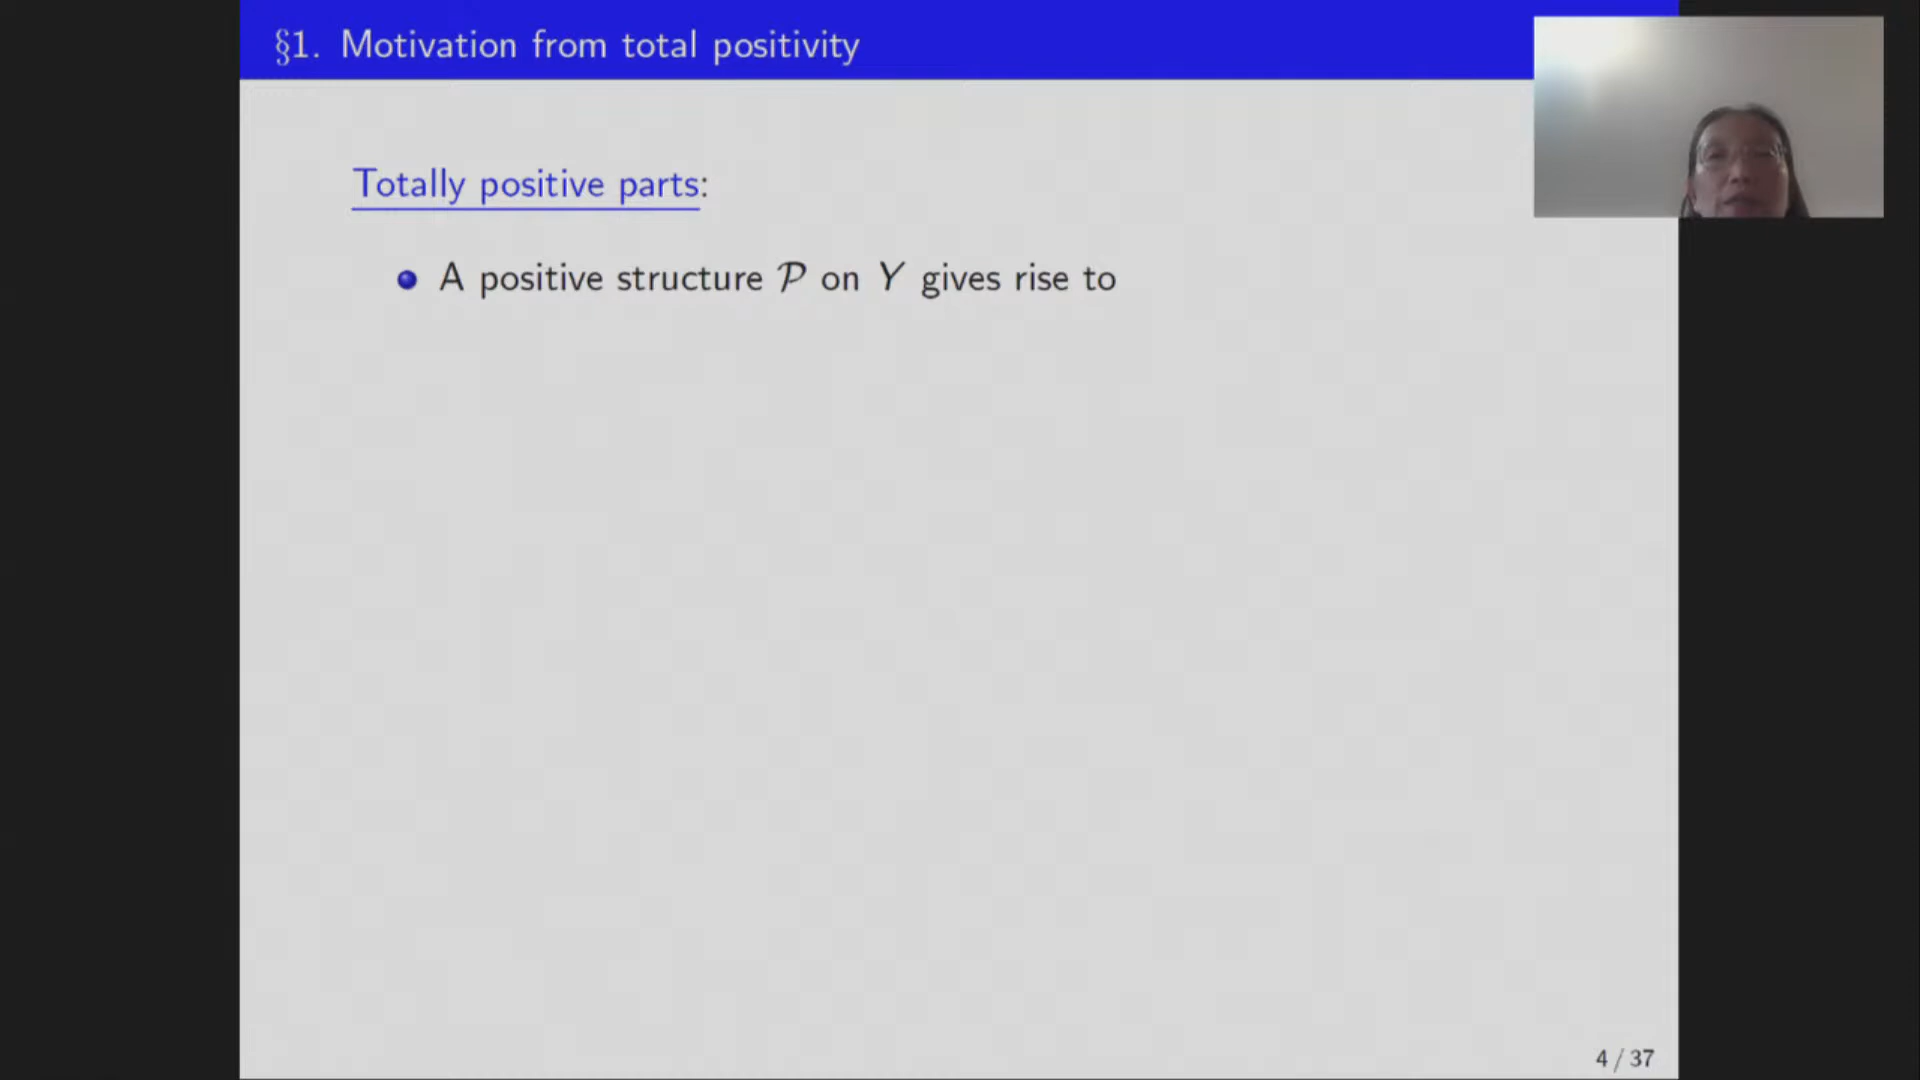 §1. Motivation from total positivity
Totally positive parts:
A positive structure 𝒫 on Y gives rise to
4 / 37